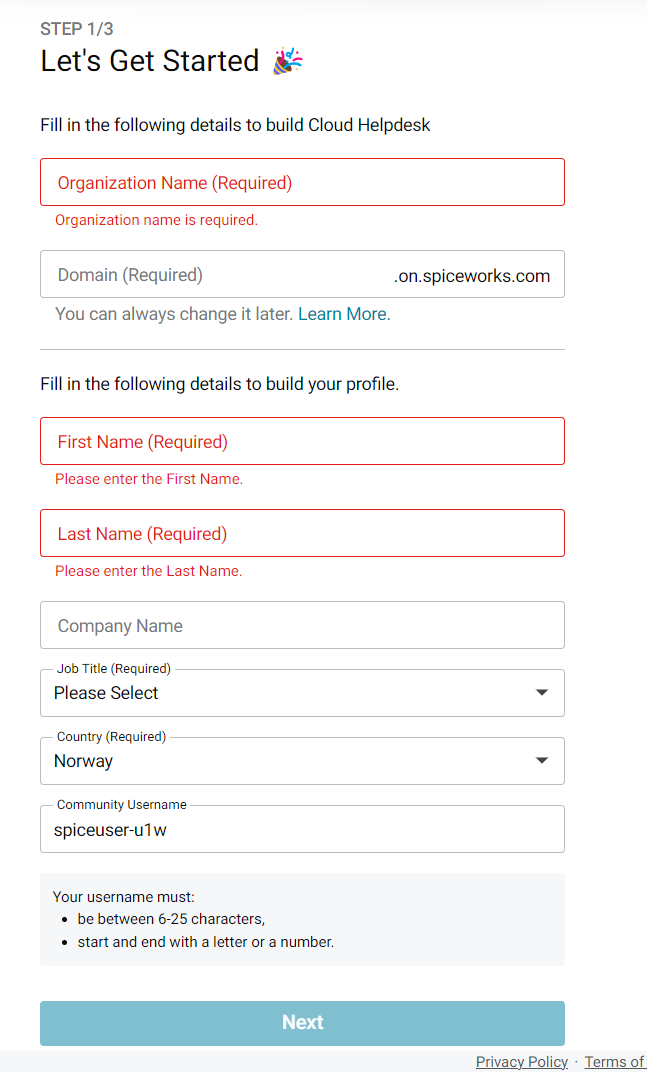 STEP 1/3
Let's Get Started
Fill in the following details to build Cloud Helpdesk
Organization Name (Required)
Organization name is required.
Domain (Required) .on.spiceworks.com
You can always change it later. Learn More.
Fill in the following details to build your profile.
First Name (Required)
Please enter the First Name.
Last Name (Required)
Please enter the Last Name.
Company Name
Job Title (Required)
Please Select
Country (Required)
Norway
Community Username
spiceuser-u1w
Your username must:
• be between 6-25 characters,
• start and end with a letter or a number.
Next
Privacy Policy · Terms of